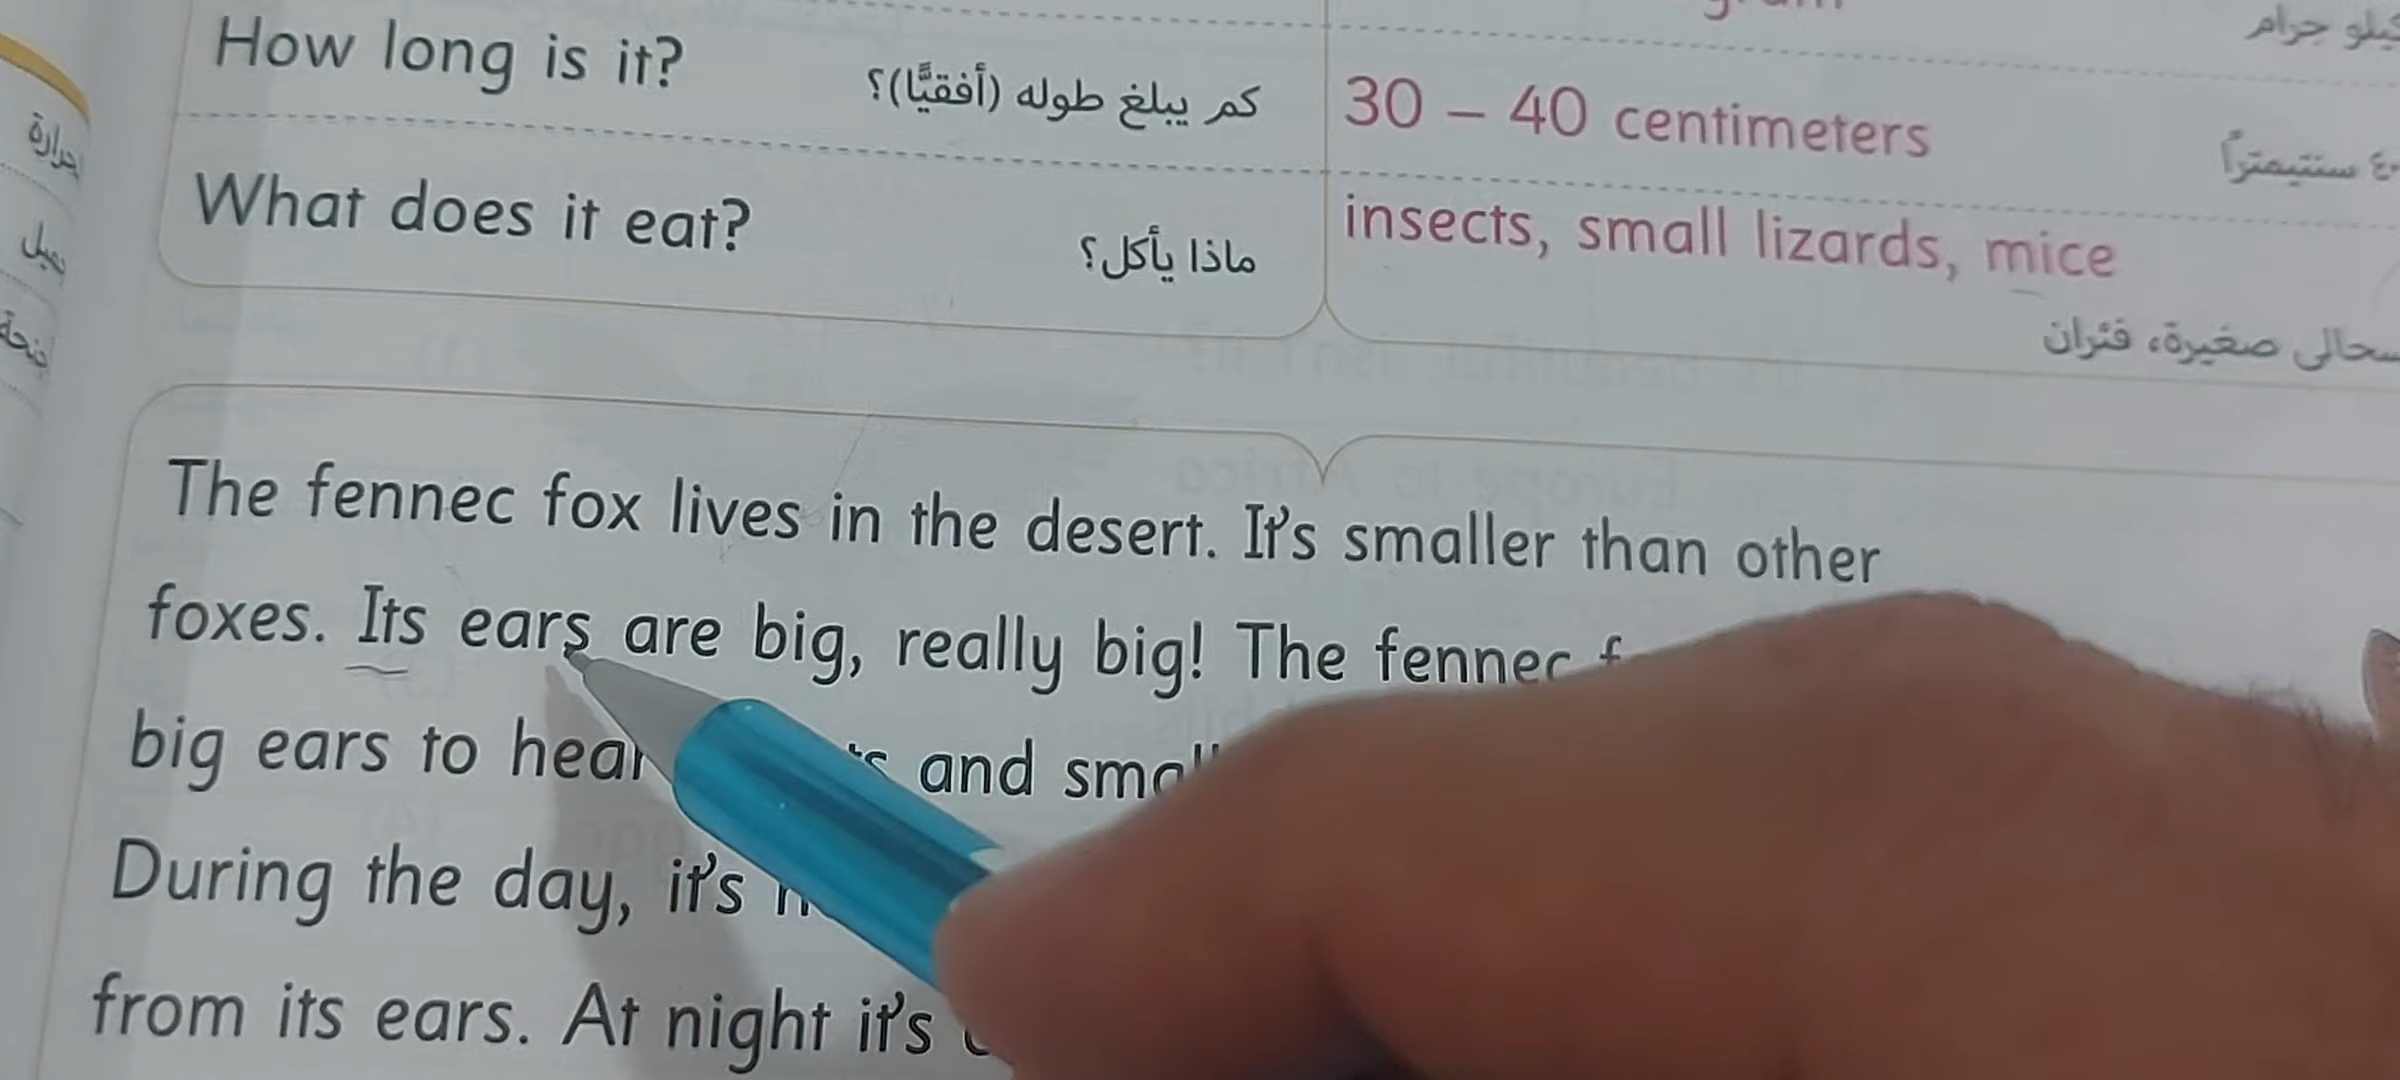 How long is it? كم يبلغ طوله (أفقيًّا)؟ 30 – 40 centimeters
What does it eat? ماذا يأكل؟ insects, small lizards, mice
سحالى صغيرة، فئران
The fennec fox lives in the desert. It's smaller than other
foxes. Its ears are big, really big! The fennec
big ears to hear and
During the day, it's
from its ears. At night it's